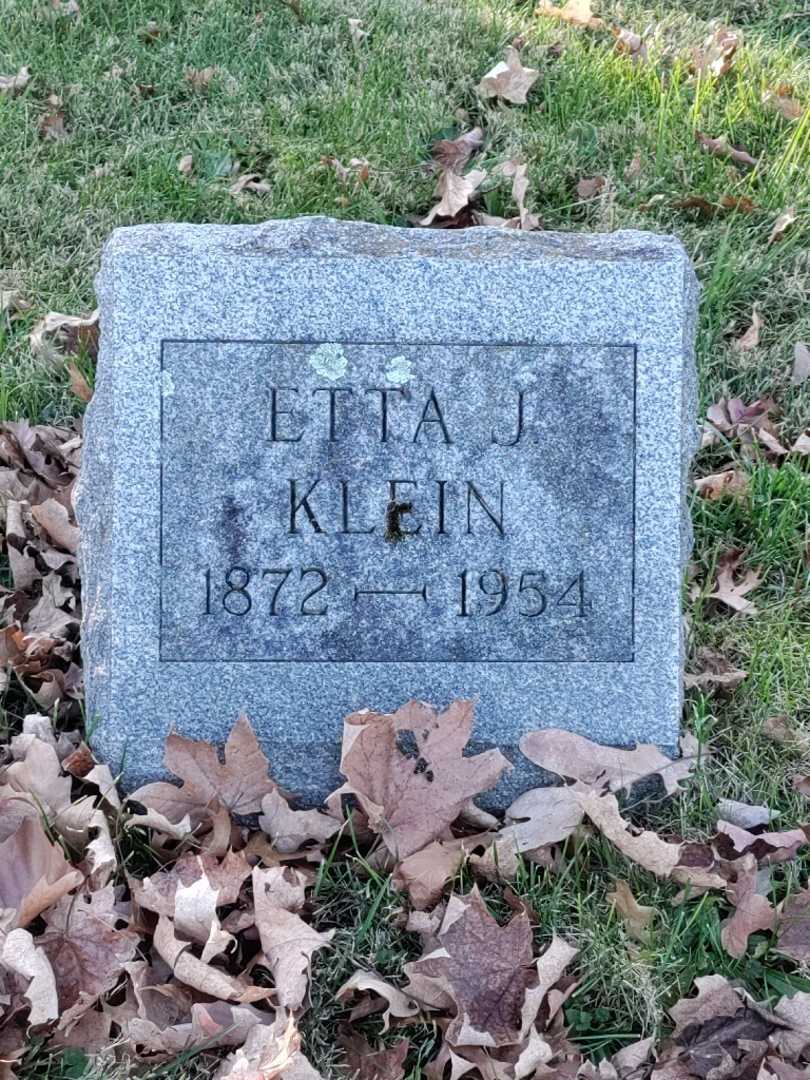 ETTA J.
KLEIN
1872 — 1954